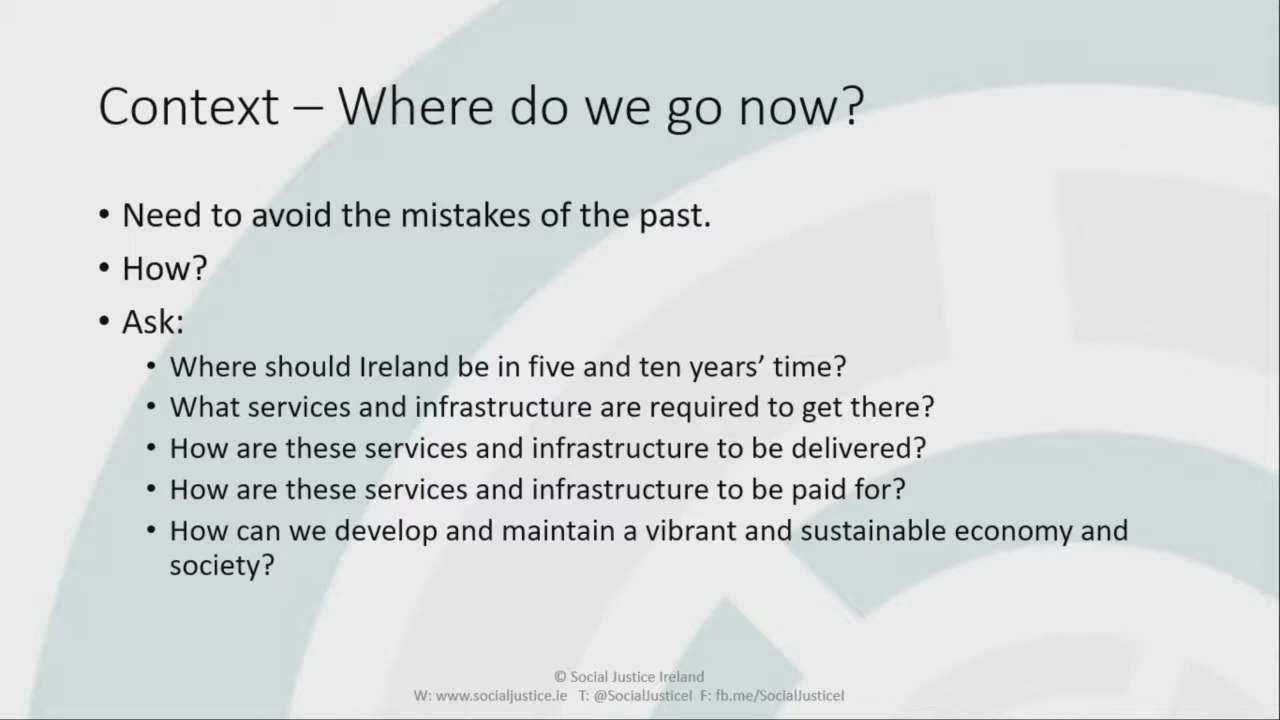 Context – Where do we go now?
• Need to avoid the mistakes of the past.
• How?
• Ask:
• Where should Ireland be in five and ten years’ time?
• What services and infrastructure are required to get there?
• How are these services and infrastructure to be delivered?
• How are these services and infrastructure to be paid for?
• How can we develop and maintain a vibrant and sustainable economy and
society?
© Social Justice Ireland
W: www.socialjustice.ie T: @SocialJusticeI F: fb.me/SocialJusticeI